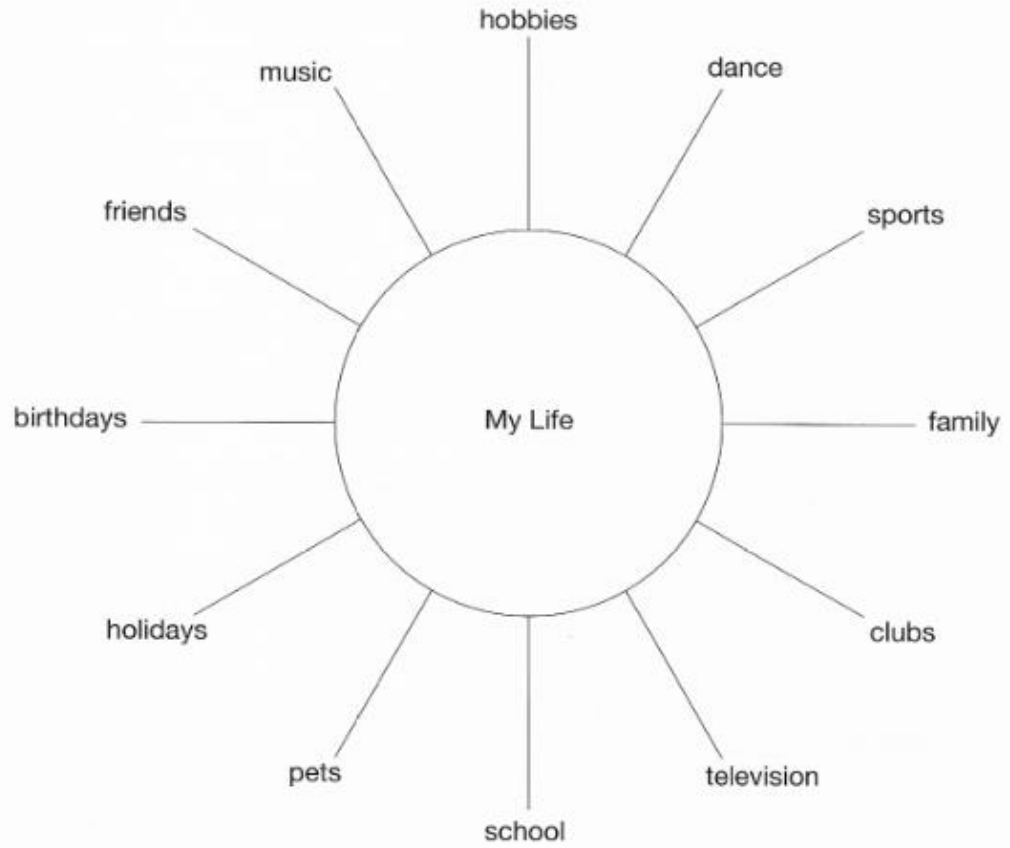 hobbies
music
dance
friends
sports
birthdays
My Life
family
holidays
clubs
pets
television
school